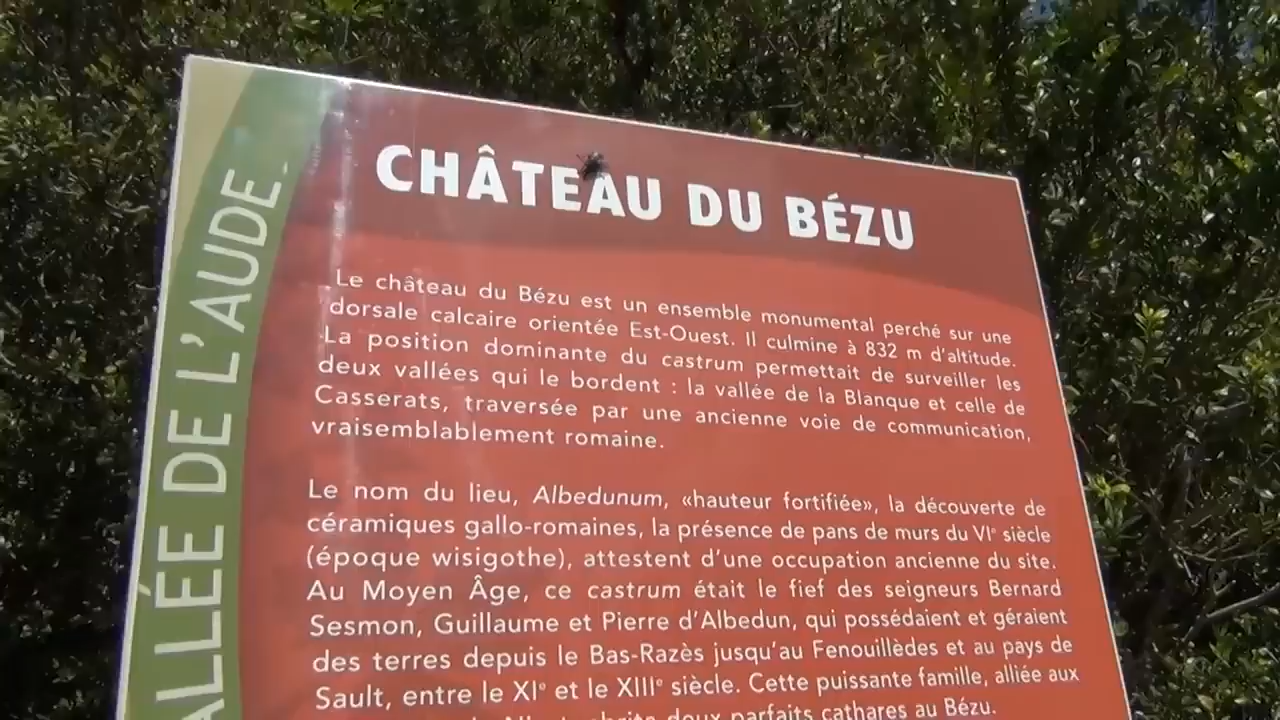 CHÂTEAU DU BÉZU
Le château du Bézu est un ensemble monumental perché sur une
dorsale calcaire orientée Est-Ouest. Il culmine à 832 m d'altitude.
La position dominante du castrum permettait de surveiller les
deux vallées qui le bordent : la vallée de la Blanque et celle de
Casserats, traversée par une ancienne voie de communication,
vraisemblablement romaine.
Le nom du lieu, Albedunum, «hauteur fortifiée», la découverte de
céramiques gallo-romaines, la présence de pans de murs du VIe siècle
(époque wisigothe), attestent d'une occupation ancienne du site.
Au Moyen Âge, ce castrum était le fief des seigneurs Bernard
Sesmon, Guillaume et Pierre d'Albedun, qui possédaient et géraient
des terres depuis le Bas-Razès jusqu'au Fenouillèdes et au pays de
Sault, entre le XIe et le XIIIe siècle. Cette puissante famille, alliée aux
deux parfaits cathares au Bézu.
ALLÉE DE L'AUDE